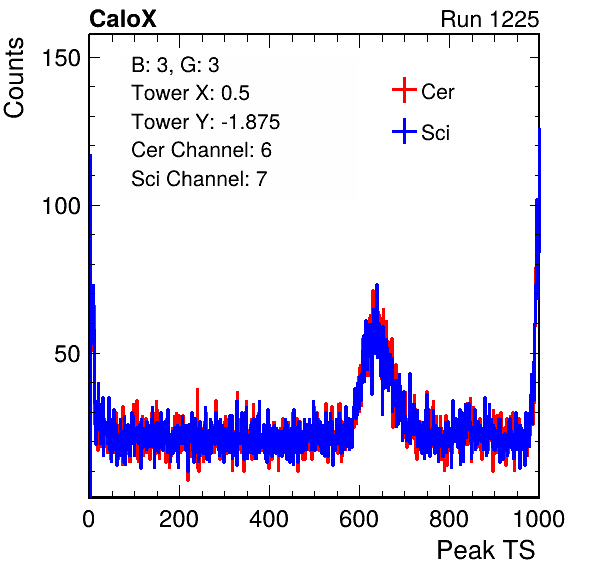 CaloX Run 1225
Counts
150
100
50
B: 3, G: 3
Tower X: 0.5
Tower Y: -1.875
Cer Channel: 6
Sci Channel: 7
Cer
Sci
0 200 400 600 800 1000
Peak TS